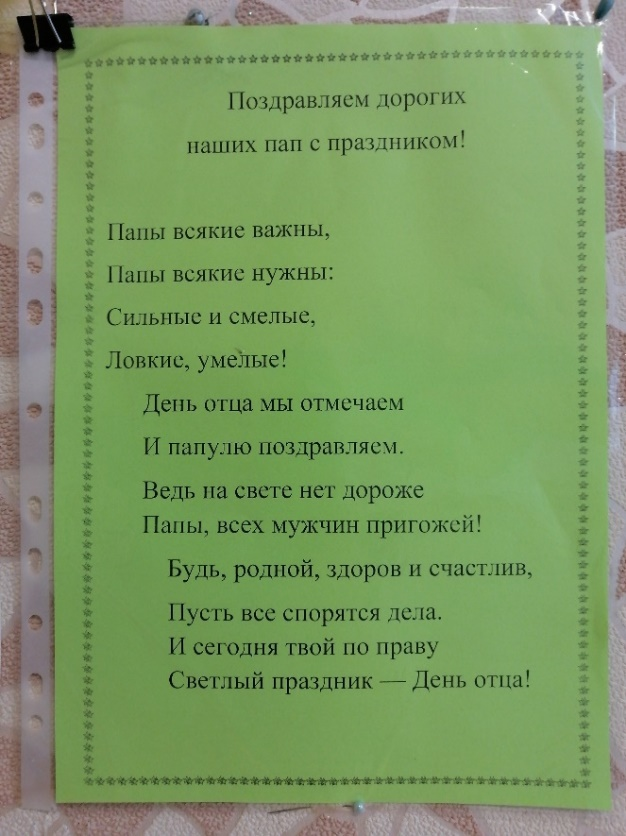 Поздравляем дорогих
наших пап с праздником!
Папы всякие важны,
Папы всякие нужны:
Сильные и смелые,
Ловкие, умелые!
День отца мы отмечаем
И папулю поздравляем.
Ведь на свете нет дороже
Папы, всех мужчин пригожей!
Будь, родной, здоров и счастлив,
Пусть все спорятся дела.
И сегодня твой по праву
Светлый праздник — День отца!